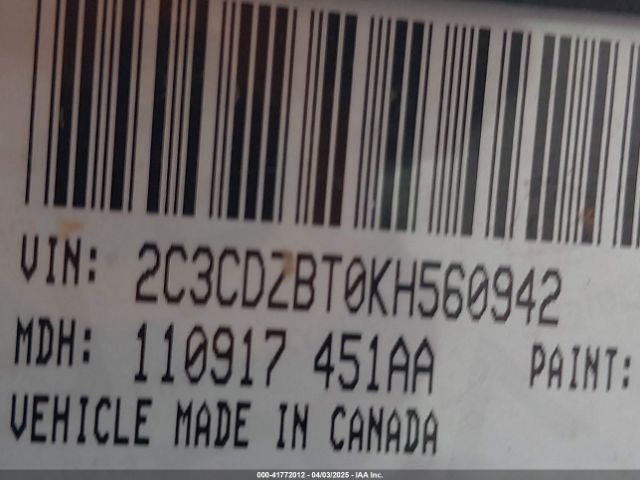 VIN: 2C3CDZBT0KH560942
MDH: 110917 451AA PAINT:
VEHICLE MADE IN CANADA
000-41772012 - 04/03/2025 - IAA Inc.